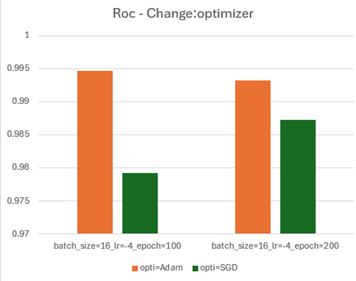 Roc - Change:optimizer
1
0.995
0.99
0.985
0.98
0.975
0.97
batch_size=16_lr=-4_epoch=100 batch_size=16_lr=-4_epoch=200
opti=Adam opti=SGD